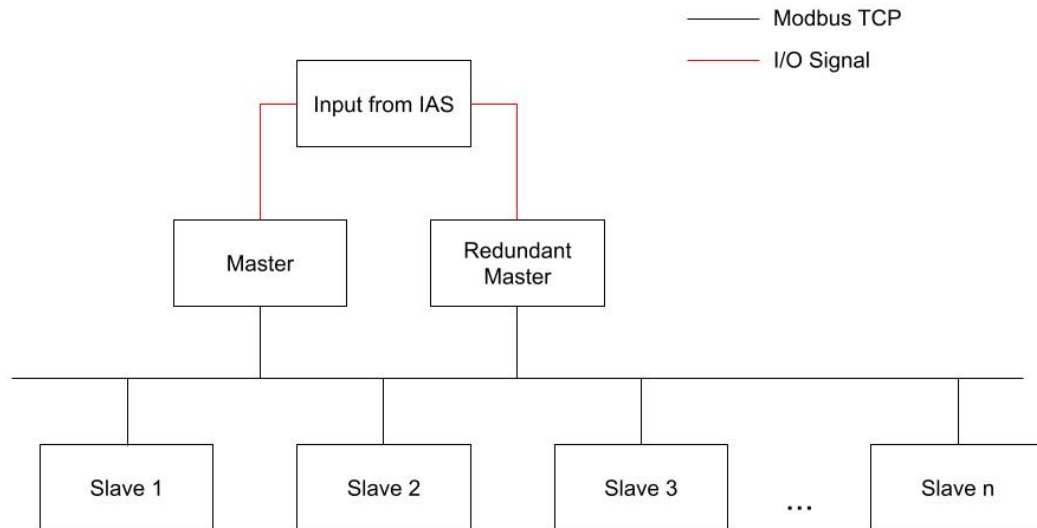 Modbus TCP
I/O Signal
Input from IAS
Master
Redundant
Master
Slave 1
Slave 2
Slave 3
...
Slave n